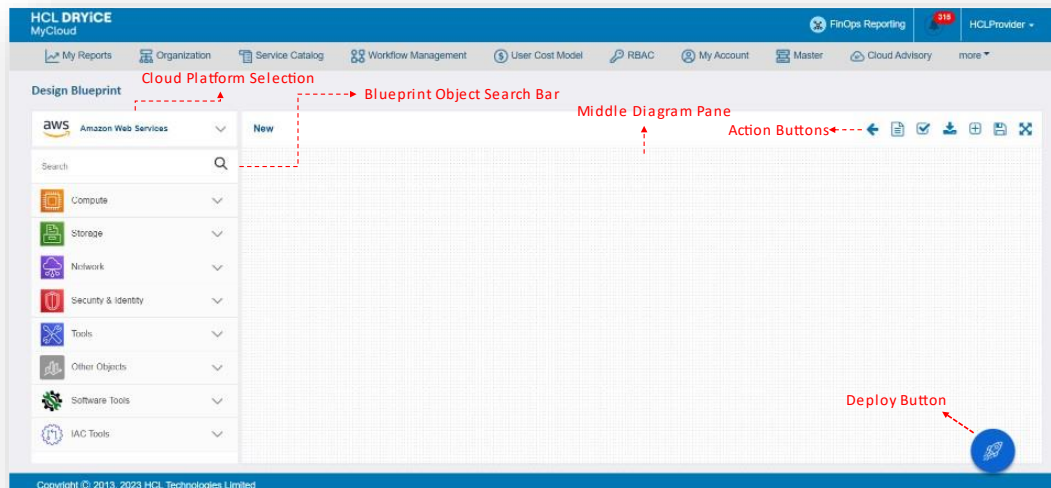 HCL DRYiCE
MyCloud
FinOps Reporting
316
HCLProvider
My Reports
Organization
Service Catalog
Workflow Management
User Cost Model
RBAC
My Account
Master
Cloud Advisory
more
Cloud Platform Selection
Design Blueprint
Blueprint Object Search Bar
Middle Diagram Pane
aws Amazon Web Services
New
Action Buttons
Search
Compute
Storage
Network
Security & Identity
Tools
Other Objects
Software Tools
IAC Tools
Deploy Button
Copyright © 2013, 2023 HCL Technologies Limited